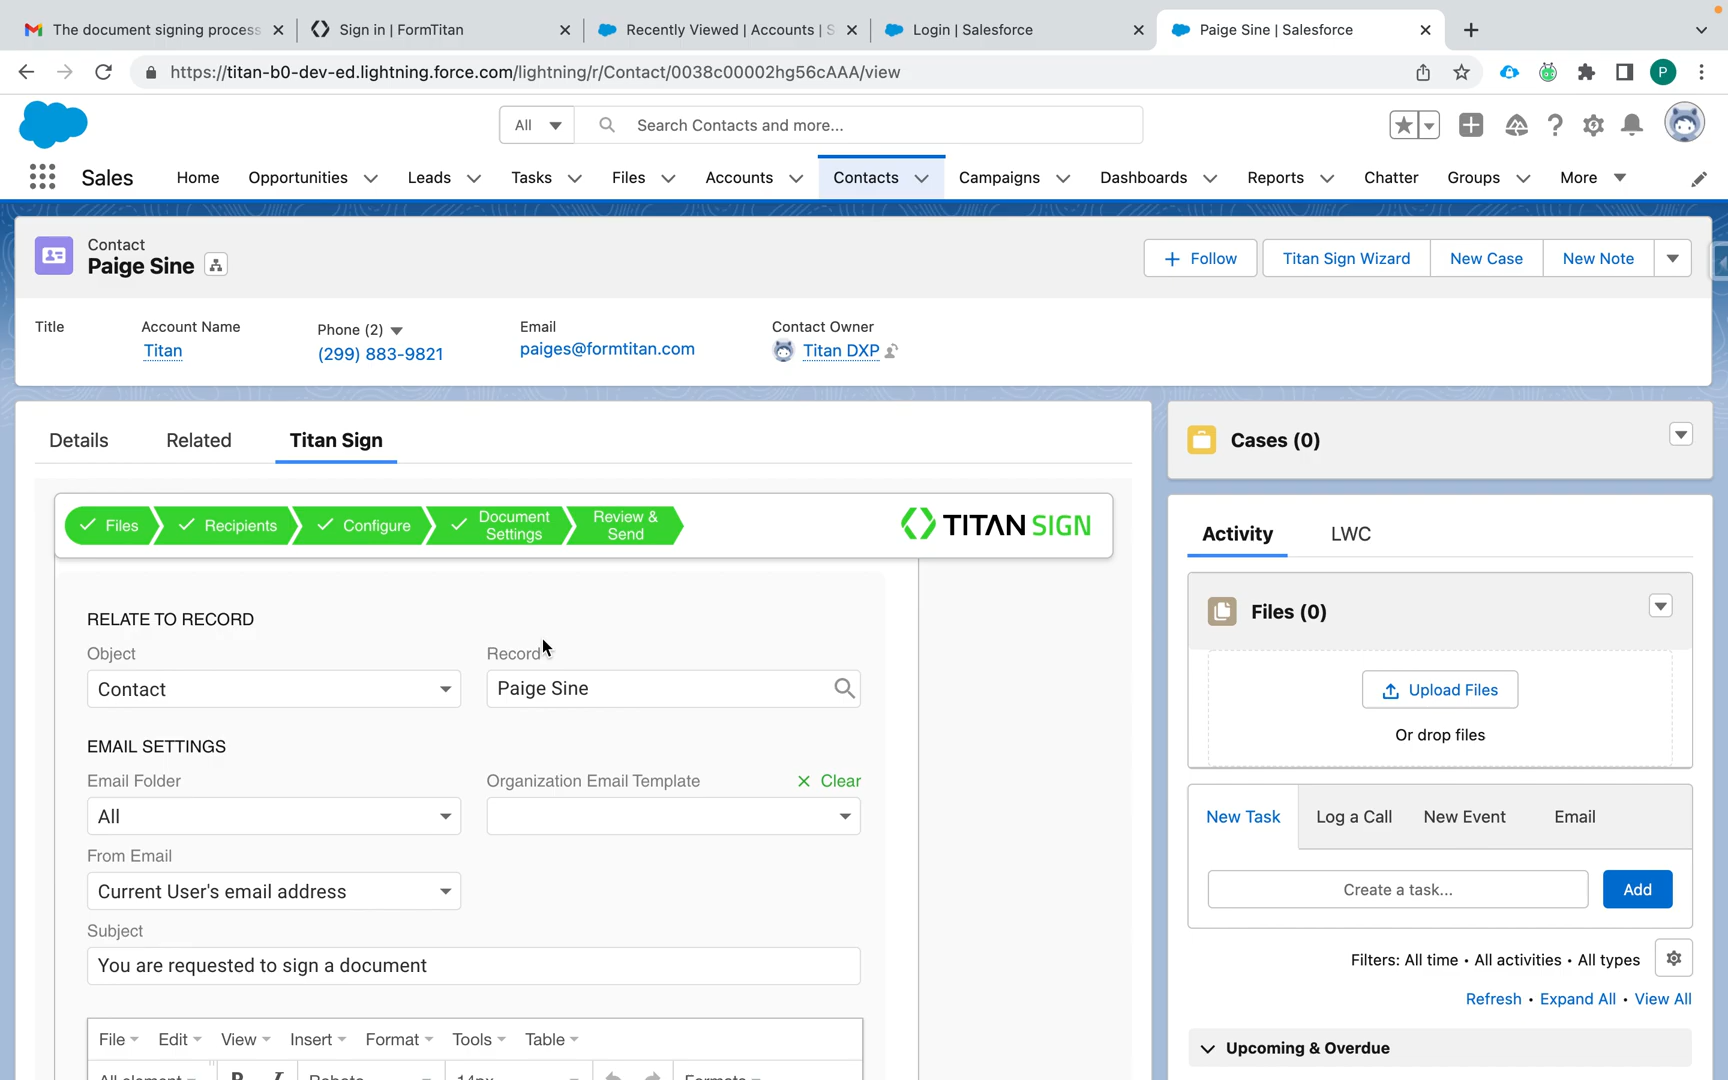 The document signing process
Sign in | FormTitan
Recently Viewed | Accounts | S
Login | Salesforce
Paige Sine | Salesforce
https://titan-b0-dev-ed.lightning.force.com/lightning/r/Contact/0038c00002hg56cAAA/view
P
All
Search Contacts and more...
Sales
Home
Opportunities
Leads
Tasks
Files
Accounts
Contacts
Campaigns
Dashboards
Reports
Chatter
Groups
More
Contact
Paige Sine
Follow
Titan Sign Wizard
New Case
New Note
Title
Account Name
Titan
Phone (2)
(299) 883-9821
Email
paiges@formtitan.com
Contact Owner
Titan DXP
Details
Related
Titan Sign
Files
Recipients
Configure
Document
Settings
Review &
Send
TITAN SIGN
RELATE TO RECORD
Object
Contact
Record
Paige Sine
EMAIL SETTINGS
Email Folder
All
Organization Email Template
Clear
From Email
Current User's email address
Subject
You are requested to sign a document
File
Edit
View
Insert
Format
Tools
Table
All element
B
I
Roboto
14px
Formats
Cases (0)
Activity
LWC
Files (0)
Upload Files
Or drop files
New Task
Log a Call
New Event
Email
Create a task...
Add
Filters: All time • All activities • All types
Refresh • Expand All • View All
Upcoming & Overdue